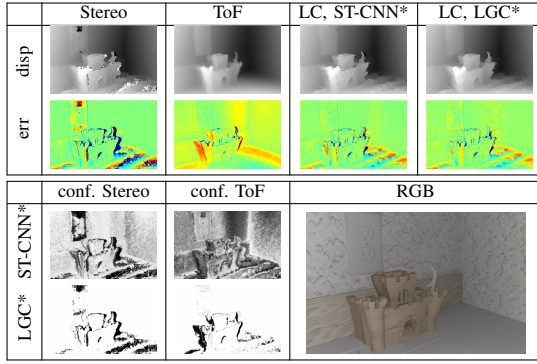 Stereo ToF LC, ST-CNN* LC, LGC*
disp
err
conf. Stereo conf. ToF RGB
ST-CNN*
LGC*